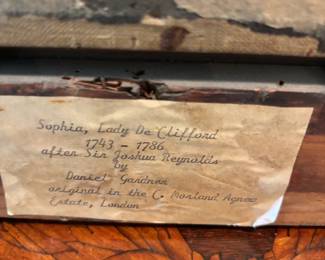 Sophia, Lady De Clifford
1743 - 1786
after Sir Joshua Reynolds
by
Daniel Gardner
original in the C. Morland Agnew
Estate, London